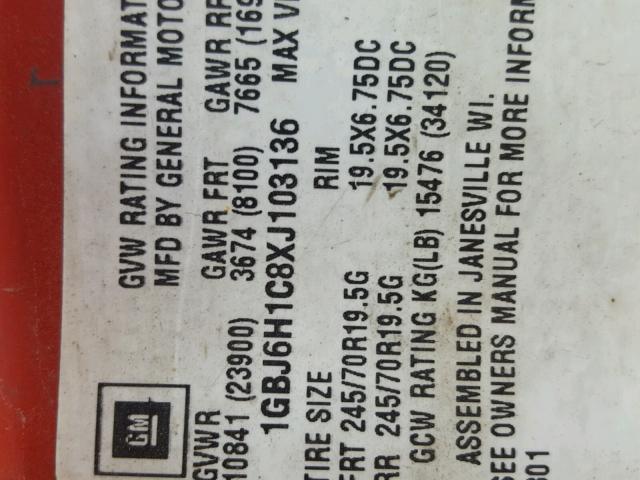 GM
GVW RATING INFORMAT
MFD BY GENERAL MOTO
GVWR GAWR FRT GAWR RR
10841 (23900) 3674 (8100) 7665 (169
1GBJ6H1C8XJ103136 MAX V
TIRE SIZE RIM
FRT 245/70R19.5G 19.5X6.75DC
RR 245/70R19.5G 19.5X6.75DC
GCW RATING KG(LB) 15476 (34120)
ASSEMBLED IN JANESVILLE WI.
SEE OWNERS MANUAL FOR MORE INFORM
801